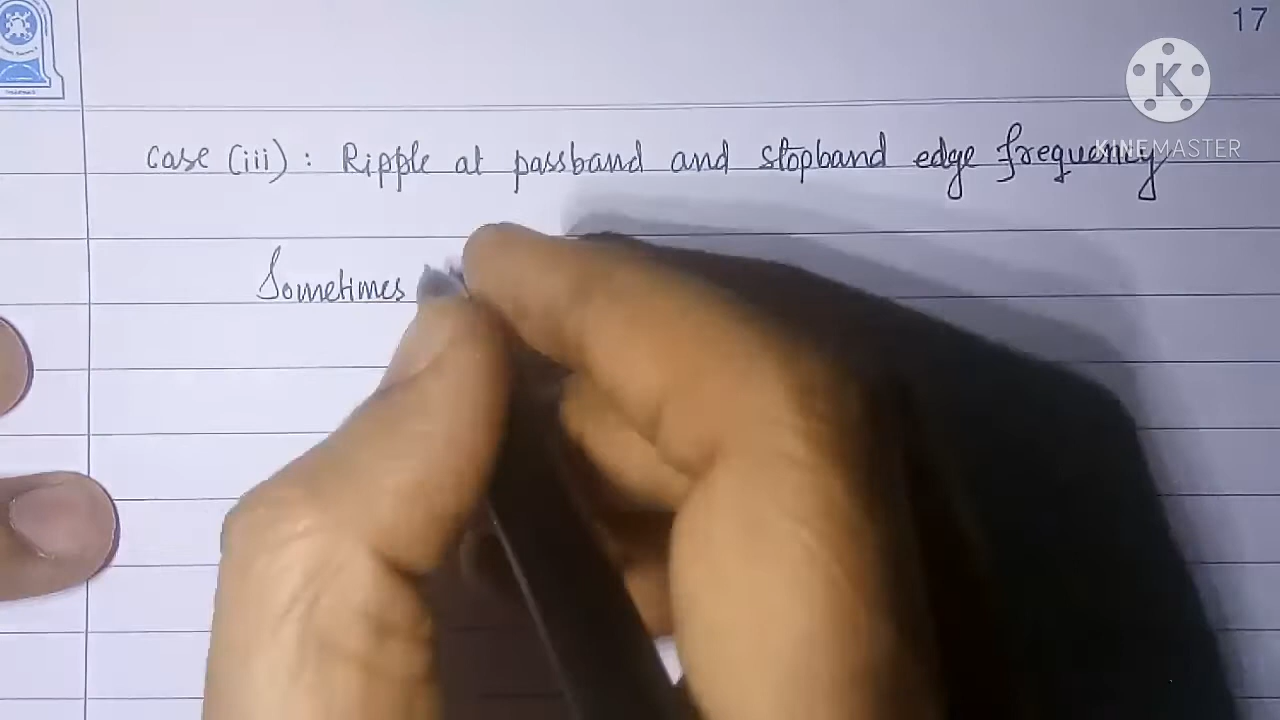 17
K
KINEMASTER
case (iii) : Ripple at passband and stopband edge frequency
Sometimes